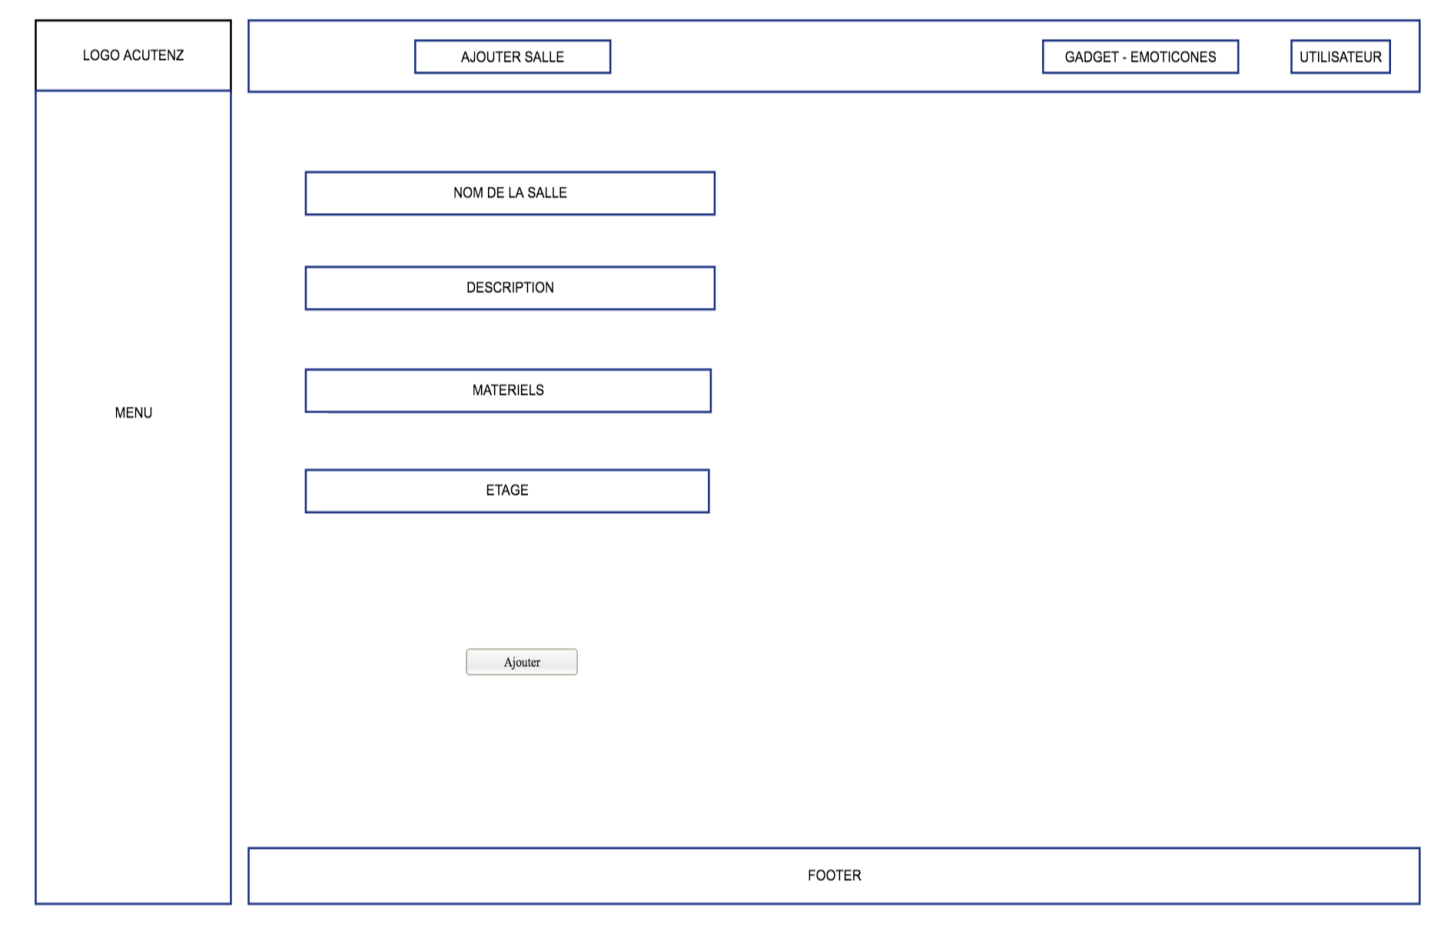 LOGO ACUTENZ
AJOUTER SALLE
GADGET - EMOTICONES
UTILISATEUR
MENU
NOM DE LA SALLE
DESCRIPTION
MATERIELS
ETAGE
Ajouter
FOOTER